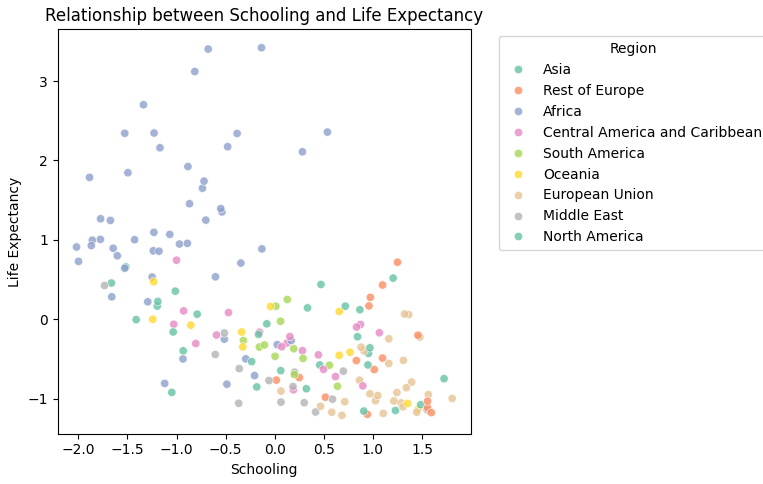 Relationship between Schooling and Life Expectancy
Life Expectancy
3
2
1
0
−1
−2.0 −1.5 −1.0 −0.5 0.0 0.5 1.0 1.5
Schooling
Region
Asia
Rest of Europe
Africa
Central America and Caribbean
South America
Oceania
European Union
Middle East
North America